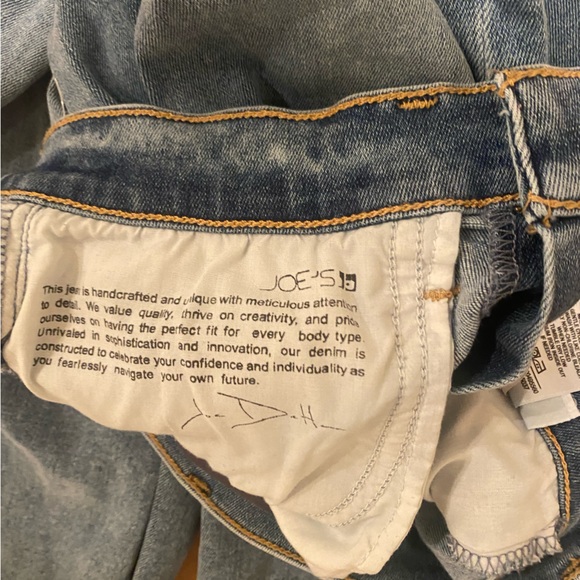 JOE'S
This jean is handcrafted and unique with meticulous attention
to detail. We value quality, thrive on creativity, and pride
ourselves on having the perfect fit for every body type.
Unrivaled in sophistication and innovation, our denim is
constructed to celebrate your confidence and individuality as
you fearlessly navigate your own future.